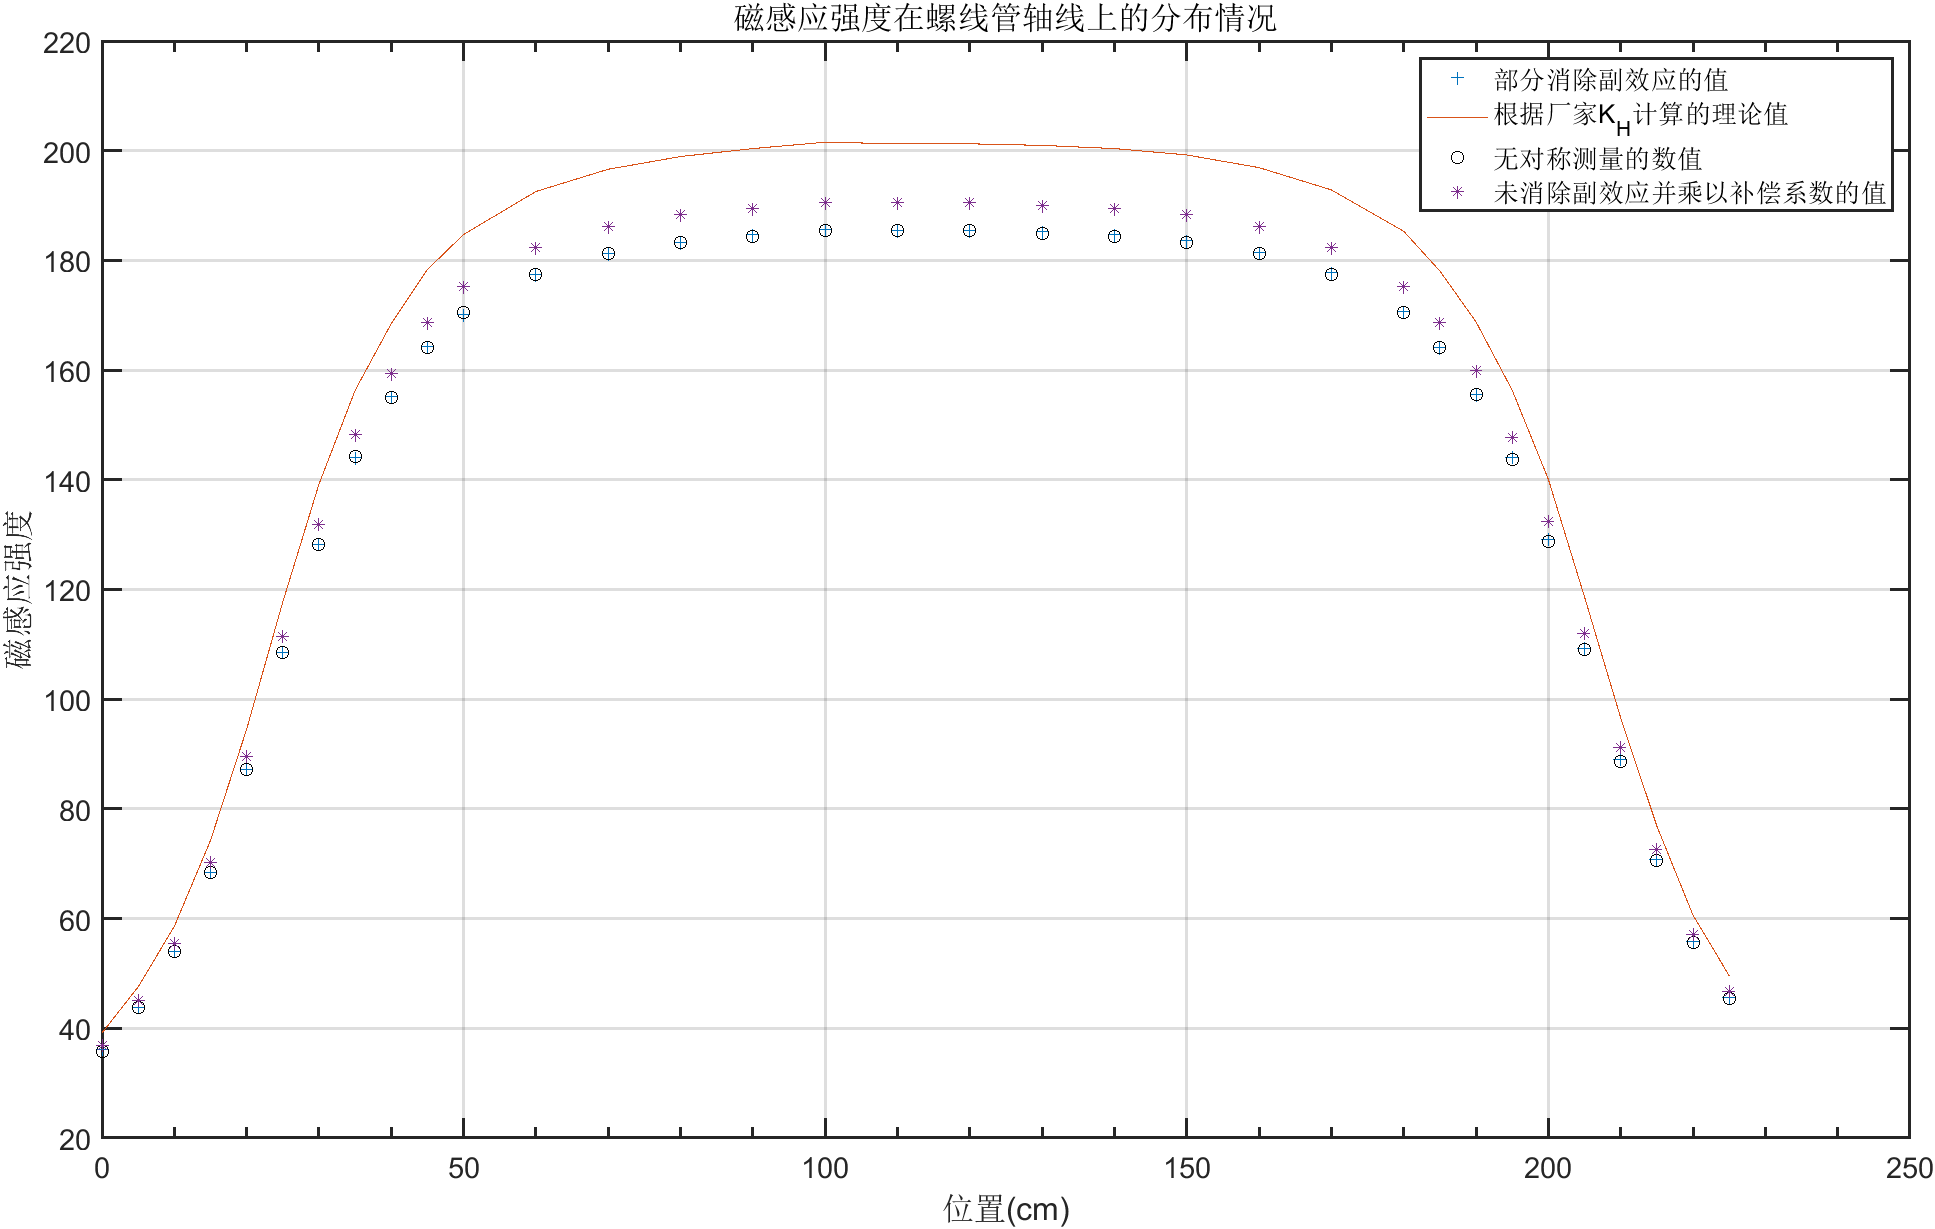 磁感应强度在螺线管轴线上的分布情况
220
200
180
160
140
120
100
80
60
40
20
磁感应强度
部分消除副效应的值
根据厂家K_H计算的理论值
无对称测量的数值
未消除副效应并乘以补偿系数的值
0 50 100 150 200 250
位置(cm)